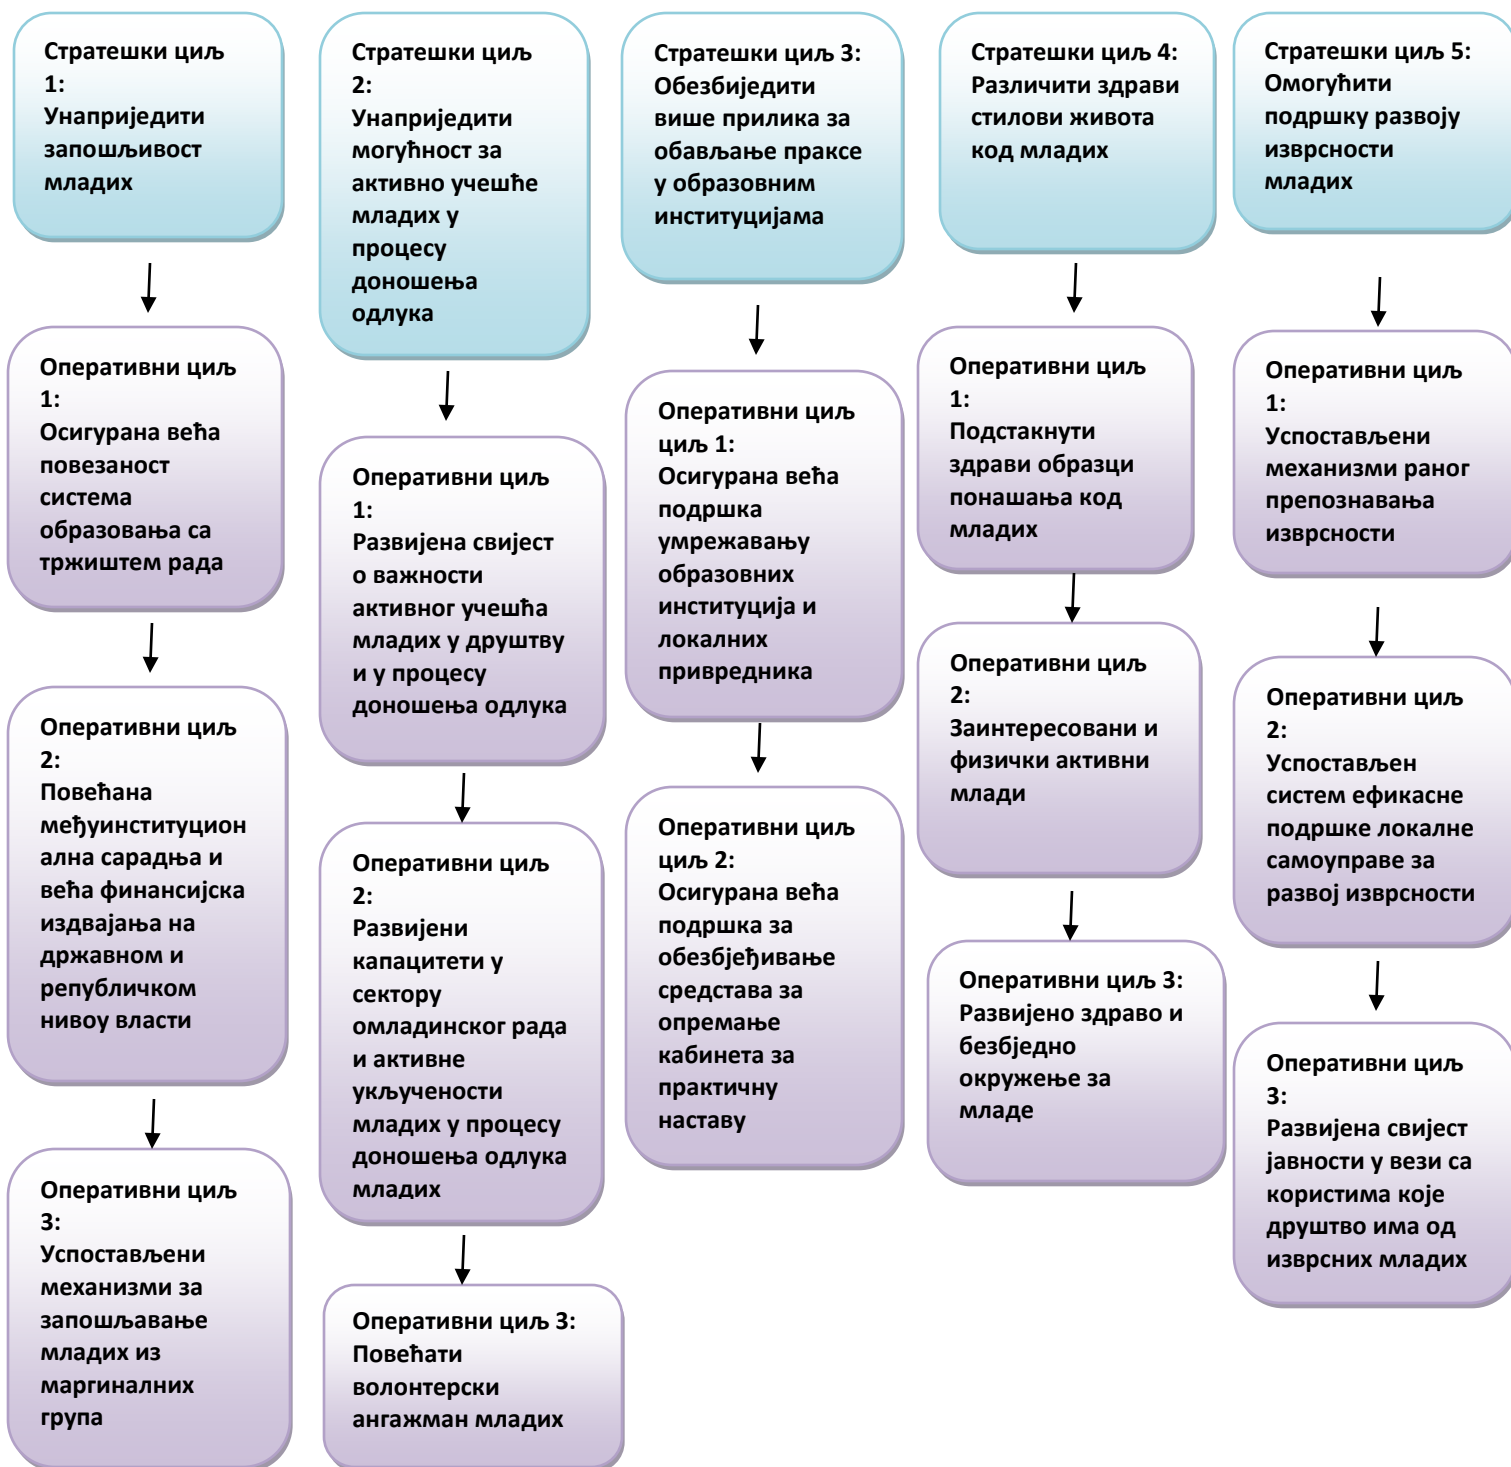 Стратешки циљ
1:
Унаприједити
запошљивост
младих
Оперативни циљ
1:
Осигурана већа
повезаност
система
образовања са
тржиштем рада
Оперативни циљ
2:
Повећана
међуинституцион
ална сарадња и
већа финансијска
издвајања на
државном и
републичком
нивоу власти
Оперативни циљ
3:
Успостављени
механизми за
запошљавање
младих из
маргиналних
група
Стратешки циљ
2:
Унаприједити
могућност за
активно учешће
младих у
процесу
доношења
одлука
Оперативни циљ
1:
Развијена свијест
о важности
активног учешћа
младих у друштву
и у процесу
доношења одлука
Оперативни циљ
2:
Развијени
капацитети у
сектору
омладинског рада
и активне
укључености
младих у процесу
доношења одлука
младих
Оперативни циљ 3:
Повећати
волонтерски
ангажман младих
Стратешки циљ 3:
Обезбиједити
више прилика за
обављање праксе
у образовним
институцијама
Оперативни циљ
циљ 1:
Осигурана већа
подршка
умрежавању
образовних
институција и
локалних
привредника
Оперативни циљ
циљ 2:
Осигурана већа
подршка за
обезбјеђивање
средстава за
опремање
кабинета за
практичну
наставу
Стратешки циљ 4:
Различити здрави
стилови живота
код младих
Оперативни циљ
1:
Подстакнути
здрави образци
понашања код
младих
Оперативни циљ
2:
Заинтересовани и
физички активни
млади
Оперативни циљ 3:
Развијено здраво и
безбједно
окружење за
младе
Стратешки циљ 5:
Омогућити
подршку развоју
изврсности
младих
Оперативни циљ
1:
Успостављени
механизми раног
препознавања
изврсности
Оперативни циљ
2:
Успостављен
систем ефикасне
подршке локалне
самоуправе за
развој изврсности
Оперативни циљ
3:
Развијена свијест
јавности у вези са
користима које
друштво има од
изврсних младих